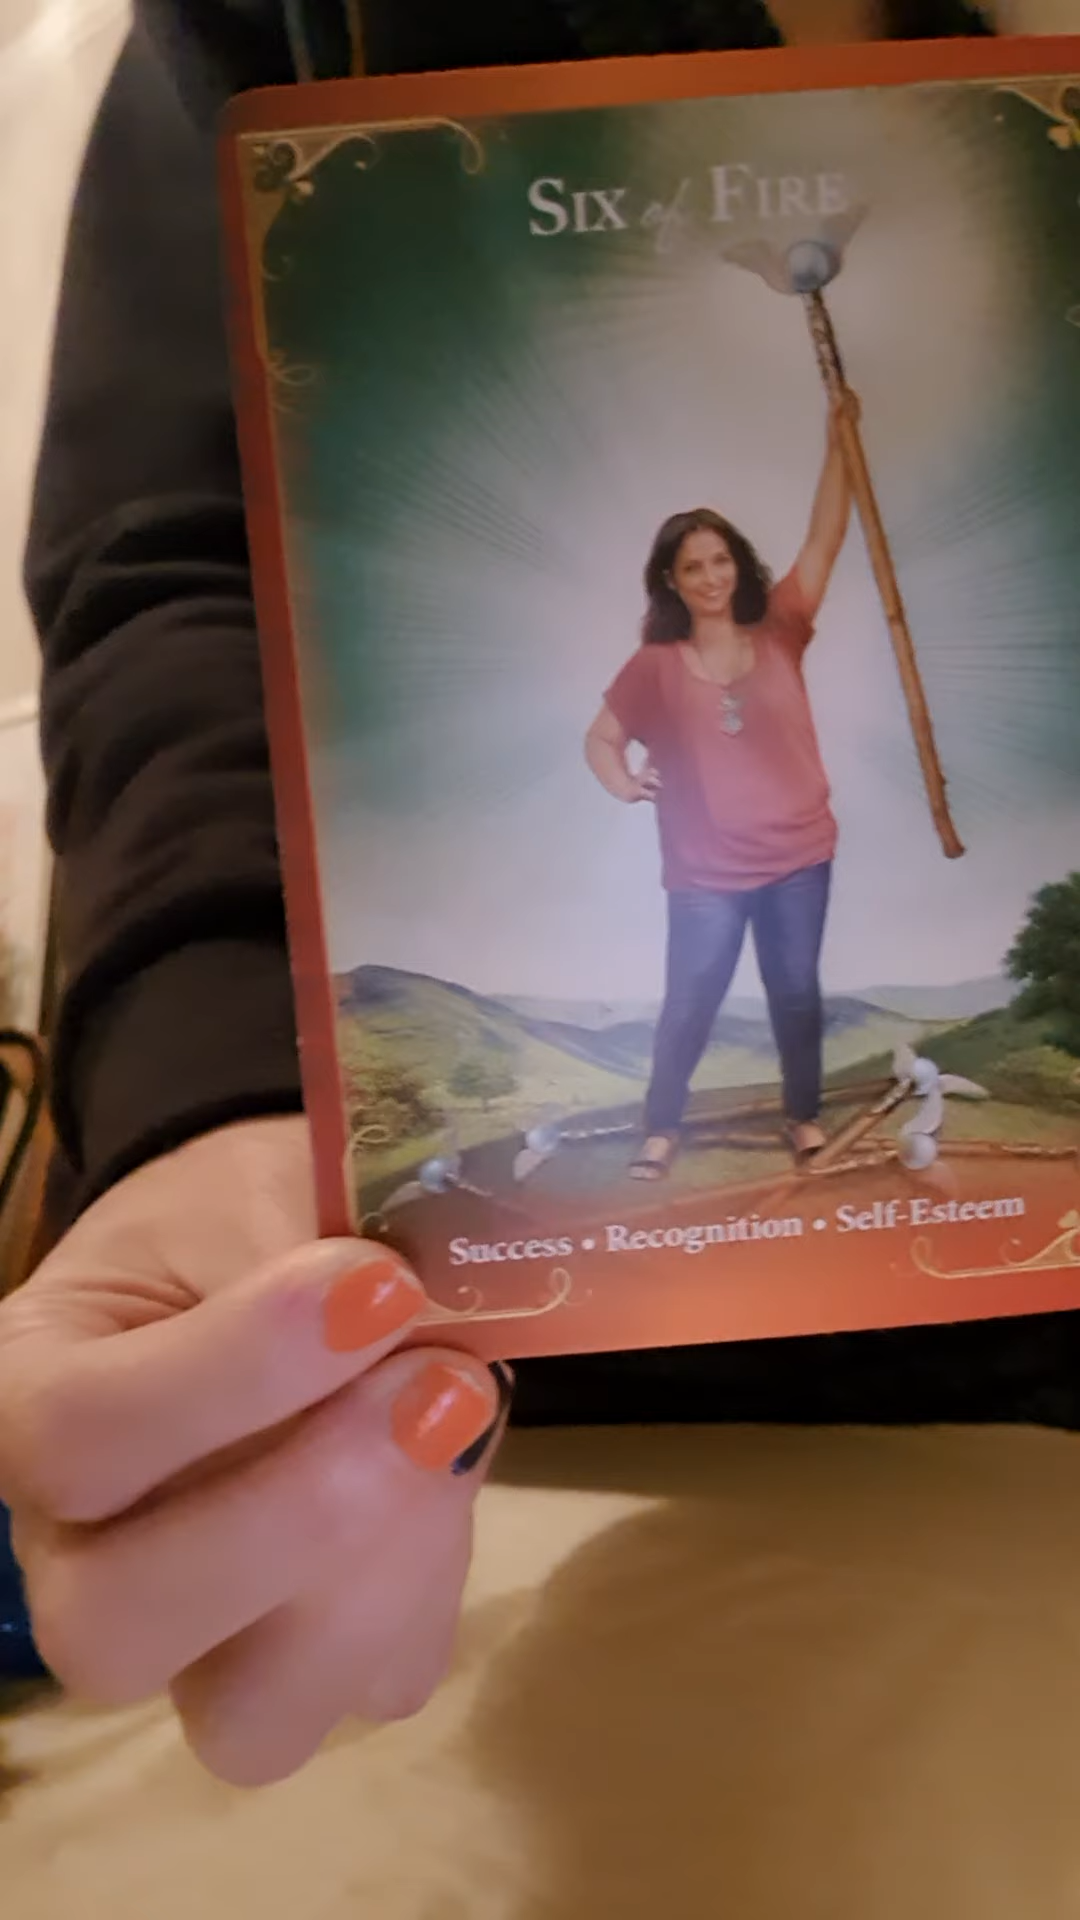 Six of Fire
Success • Recognition • Self-Esteem